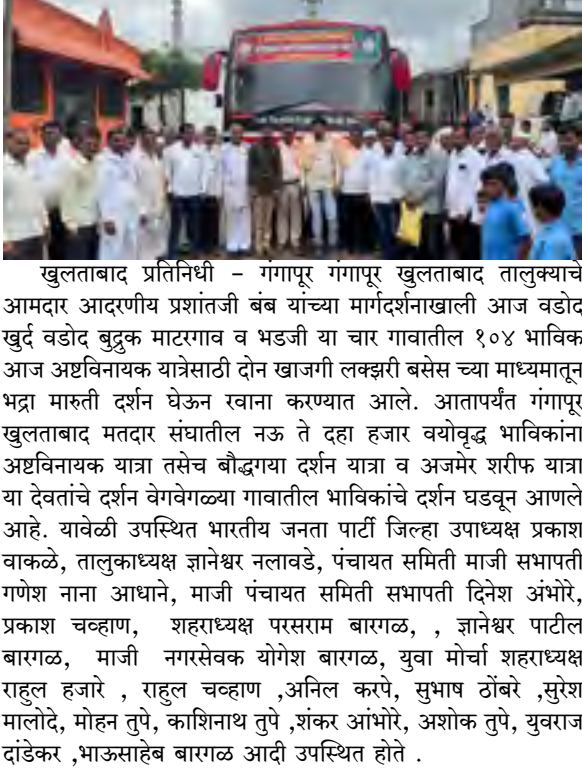 खुलताबाद प्रतिनिधी – गंगापूर गंगापूर खुलताबाद तालुक्याचे
आमदार आदरणीय प्रशांतजी बंब यांच्या मार्गदर्शनाखाली आज वडोद
खुर्द वडोद बुद्रुक माटरगाव व भडजी या चार गावातील १०४ भाविक
आज अष्टविनायक यात्रेसाठी दोन खाजगी लक्झरी बसेस च्या माध्यमातून
भद्रा मारुती दर्शन घेऊन रवाना करण्यात आले. आतापर्यंत गंगापूर
खुलताबाद मतदार संघातील नऊ ते दहा हजार वयोवृद्ध भाविकांना
अष्टविनायक यात्रा तसेच बौद्धगया दर्शन यात्रा व अजमेर शरीफ यात्रा
या देवतांचे दर्शन वेगवेगळ्या गावातील भाविकांचे दर्शन घडवून आणले
आहे. यावेळी उपस्थित भारतीय जनता पार्टी जिल्हा उपाध्यक्ष प्रकाश
वाकळे, तालुकाध्यक्ष ज्ञानेश्वर नलावडे, पंचायत समिती माजी सभापती
गणेश नाना आधाने, माजी पंचायत समिती सभापती दिनेश अंभोरे,
प्रकाश चव्हाण, शहराध्यक्ष परसराम बारगळ, , ज्ञानेश्वर पाटील
बारगळ, माजी नगरसेवक योगेश बारगळ, युवा मोर्चा शहराध्यक्ष
राहुल हजारे , राहुल चव्हाण ,अनिल करपे, सुभाष ठोंबरे ,सुरेश
मालोदे, मोहन तुपे, काशिनाथ तुपे ,शंकर आंभोरे, अशोक तुपे, युवराज
दांडेकर ,भाऊसाहेब बारगळ आदी उपस्थित होते .